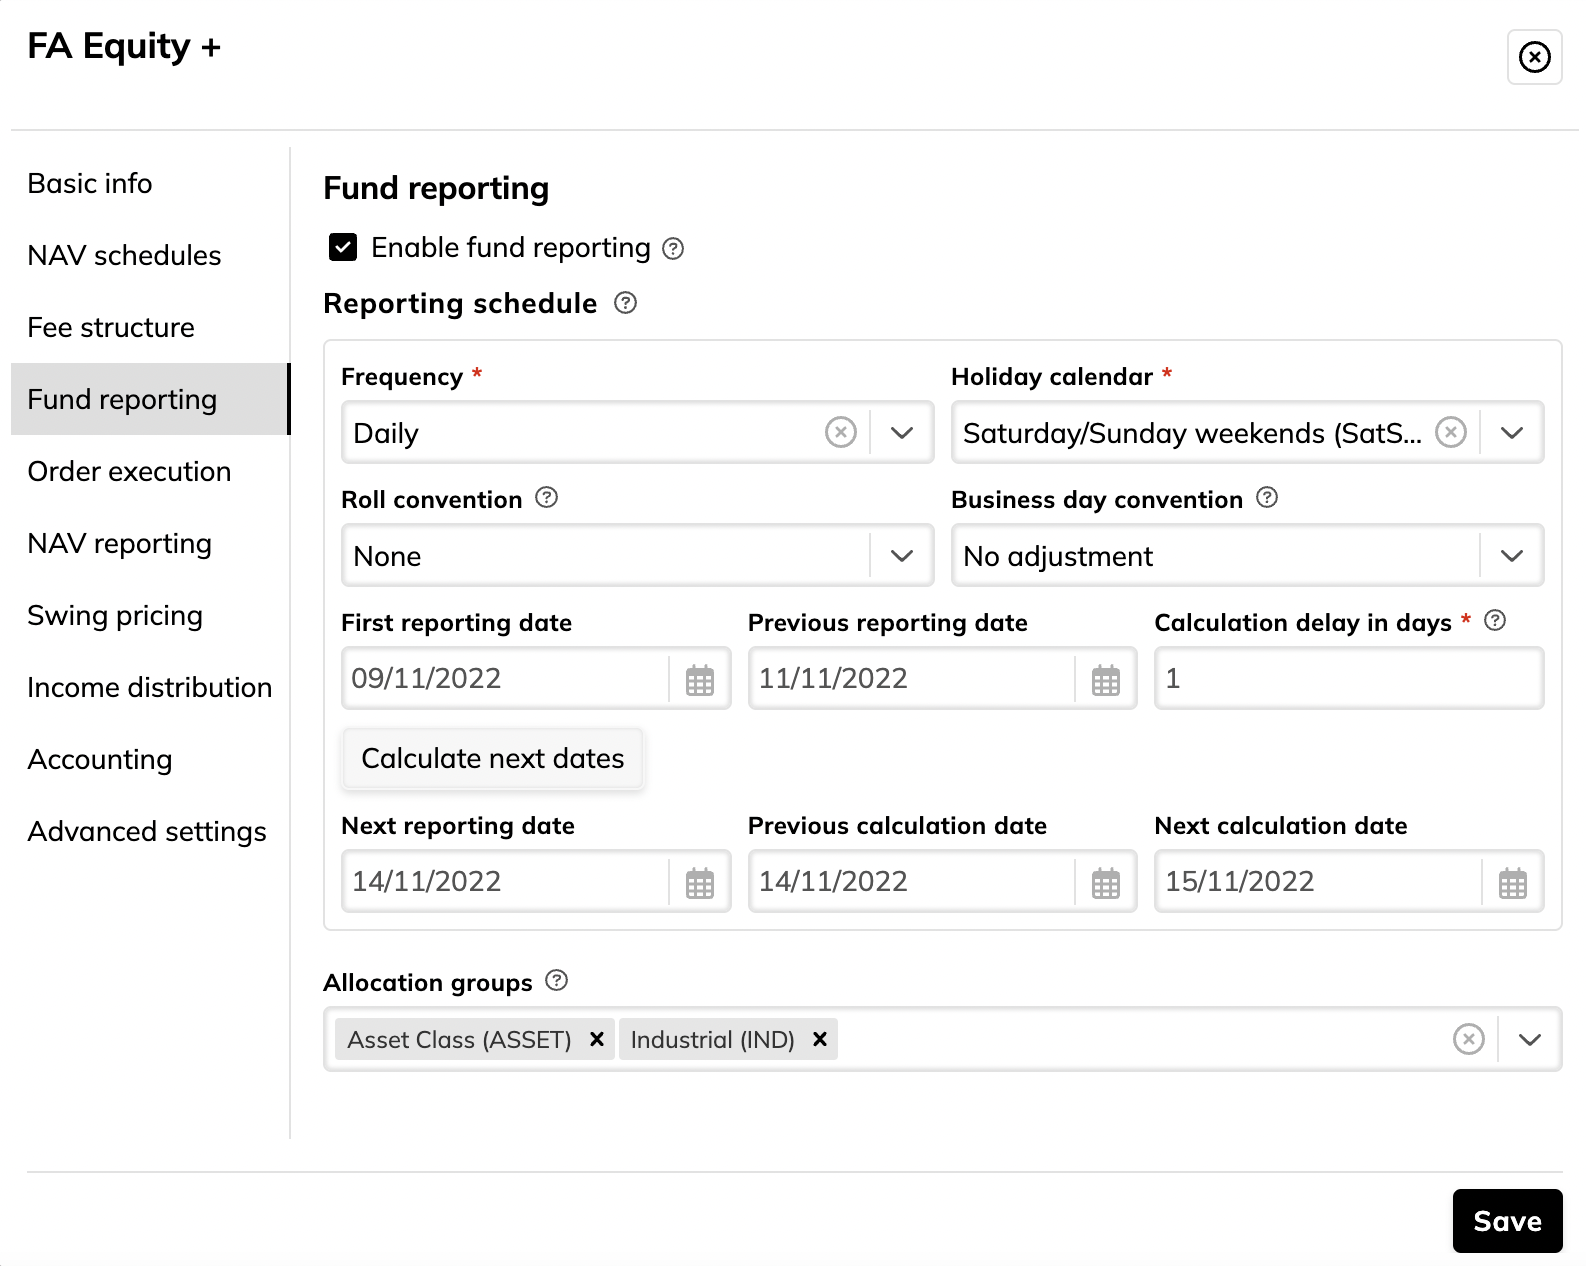 FA Equity +
Basic info
NAV schedules
Fee structure
Fund reporting
Order execution
NAV reporting
Swing pricing
Income distribution
Accounting
Advanced settings
Fund reporting
Enable fund reporting ?
Reporting schedule ?
Frequency * Holiday calendar *
Daily Saturday/Sunday weekends (SatS...
Roll convention ? Business day convention ?
None No adjustment
First reporting date Previous reporting date Calculation delay in days * ?
09/11/2022 11/11/2022 1
Calculate next dates
Next reporting date Previous calculation date Next calculation date
14/11/2022 14/11/2022 15/11/2022
Allocation groups ?
Asset Class (ASSET) Industrial (IND)
Save